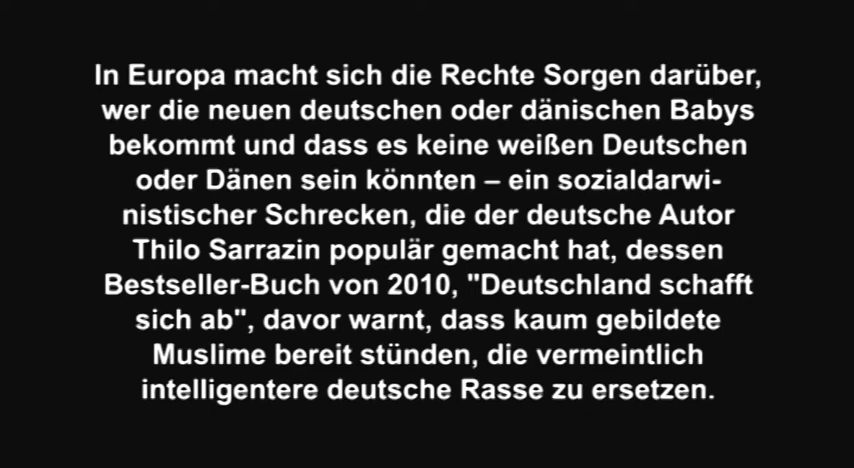 In Europa macht sich die Rechte Sorgen darüber,
wer die neuen deutschen oder dänischen Babys
bekommt und dass es keine weißen Deutschen
oder Dänen sein könnten – ein sozialdarwi-
nistischer Schrecken, die der deutsche Autor
Thilo Sarrazin populär gemacht hat, dessen
Bestseller-Buch von 2010, "Deutschland schafft
sich ab", davor warnt, dass kaum gebildete
Muslime bereit stünden, die vermeintlich
intelligentere deutsche Rasse zu ersetzen.